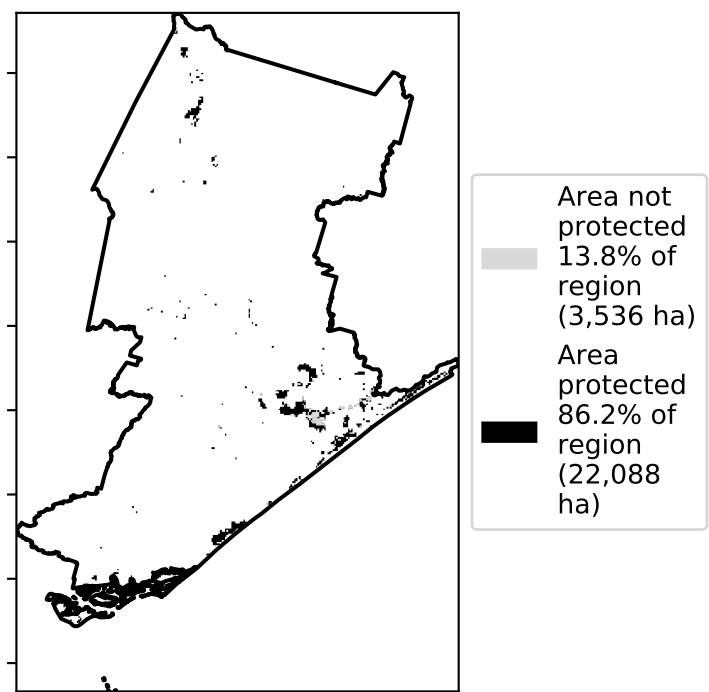 Area not
protected
13.8% of
region
(3,536 ha)
Area
protected
86.2% of
region
(22,088
ha)